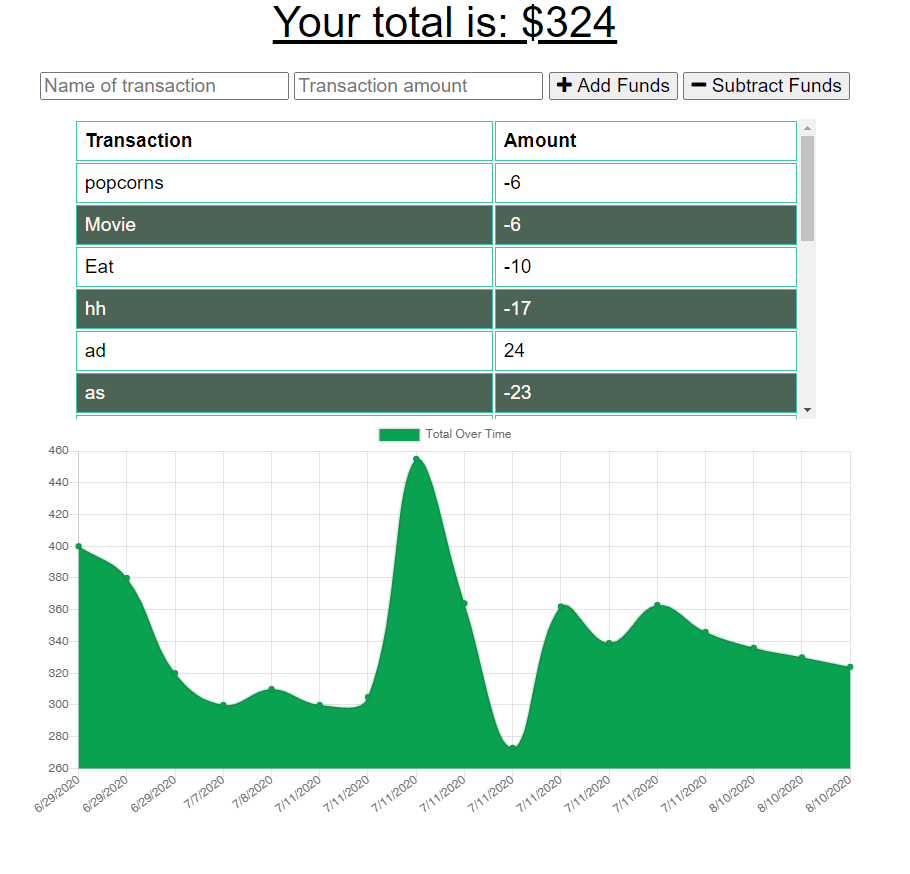 Your total is: $324
Name of transaction Transaction amount + Add Funds − Subtract Funds
Transaction Amount
popcorns -6
Movie -6
Eat -10
hh -17
ad 24
as -23
Total Over Time
460
440
420
400
380
360
340
320
300
280
260
6/29/2020 6/29/2020 6/29/2020 7/7/2020 7/8/2020 7/11/2020 7/11/2020 7/11/2020 7/11/2020 7/11/2020 7/11/2020 7/11/2020 7/11/2020 7/11/2020 8/10/2020 8/10/2020 8/10/2020